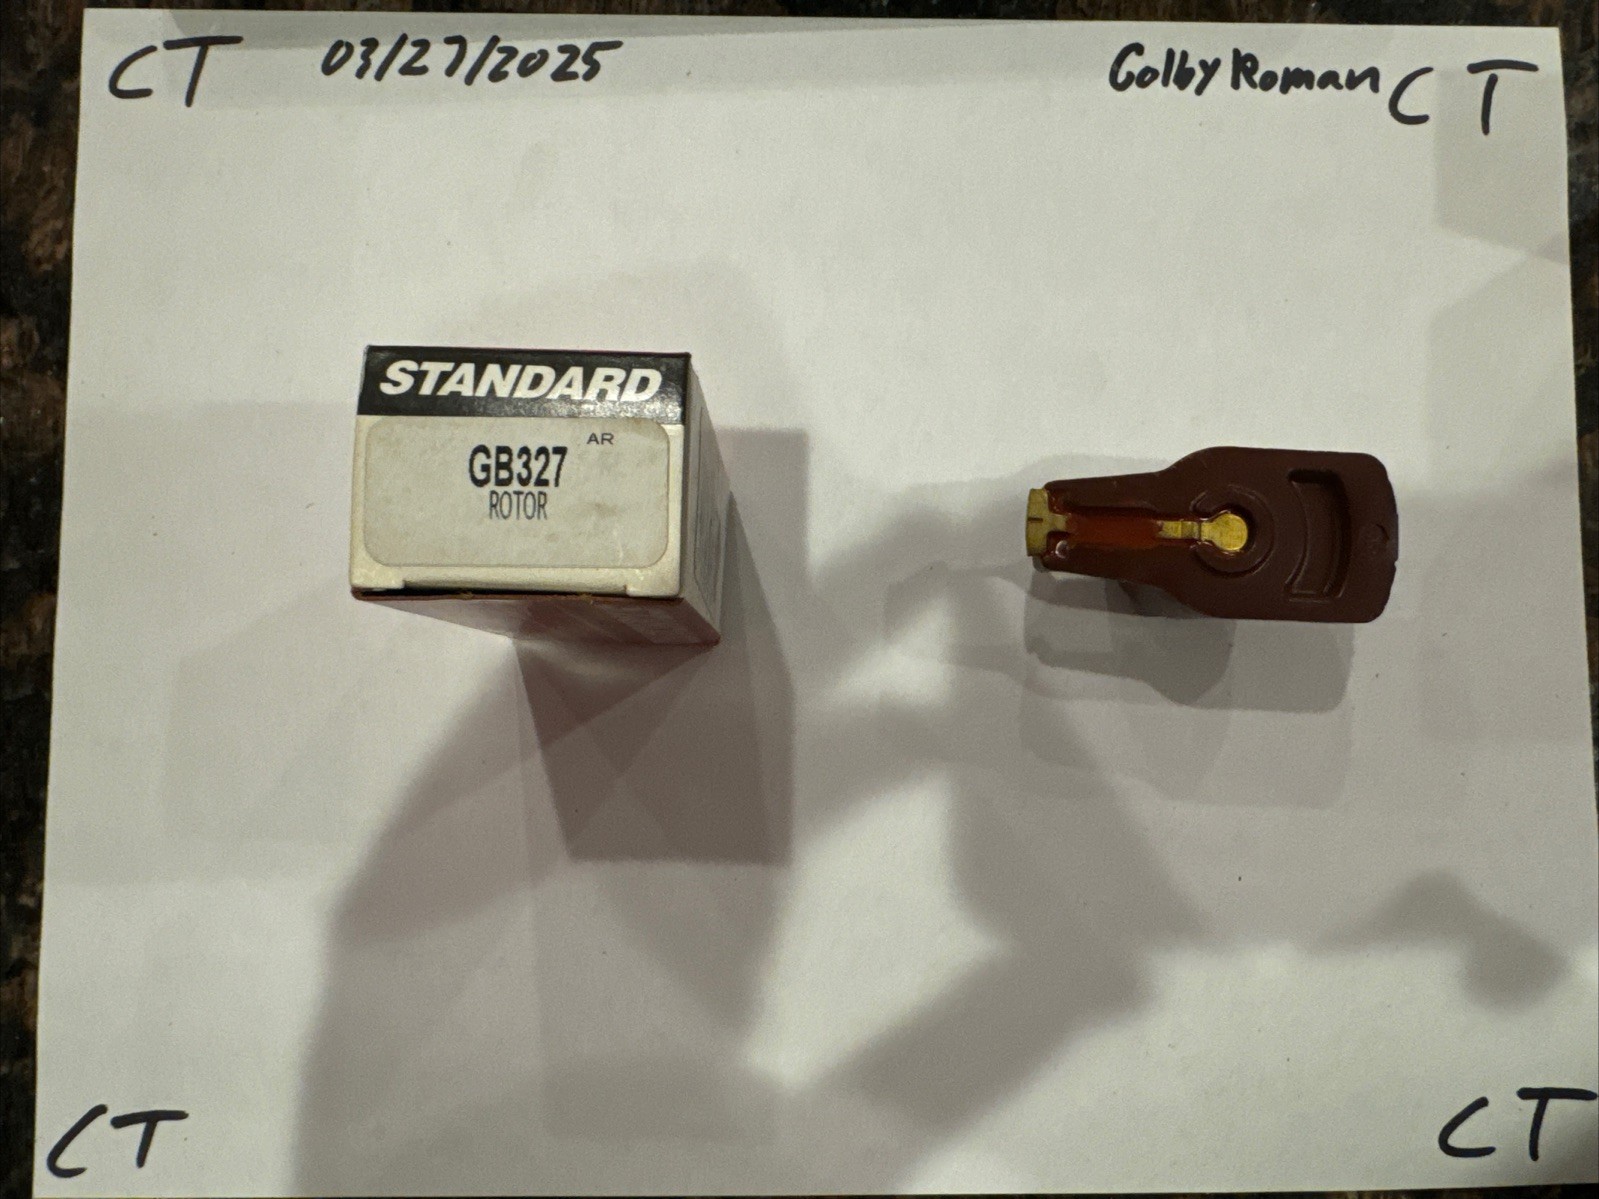 CT 03/27/2025 Colby Roman CT
STANDARD
AR
GB327
ROTOR
CT CT